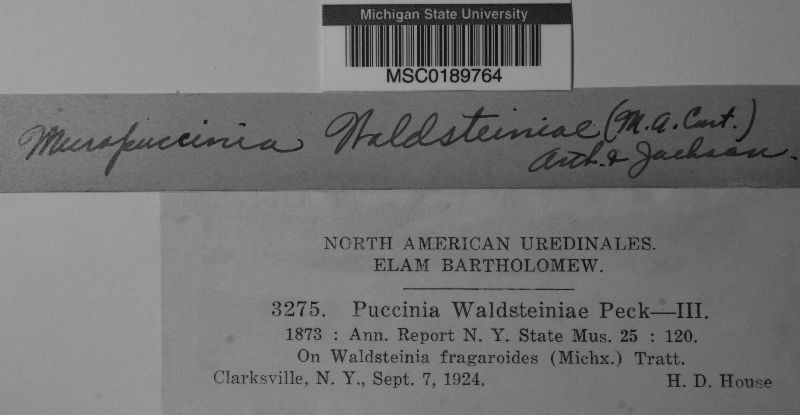 Michigan State University
MSC0189764
Micropuccinia Waldsteiniae (M.A. Curt.)
Arth. & Jackson.
NORTH AMERICAN UREDINALES.
ELAM BARTHOLOMEW.
3275. Puccinia Waldsteiniae Peck—III.
1873 : Ann. Report N. Y. State Mus. 25 : 120.
On Waldsteinia fragaroides (Michx.) Tratt.
Clarksville, N. Y., Sept. 7, 1924. H. D. House